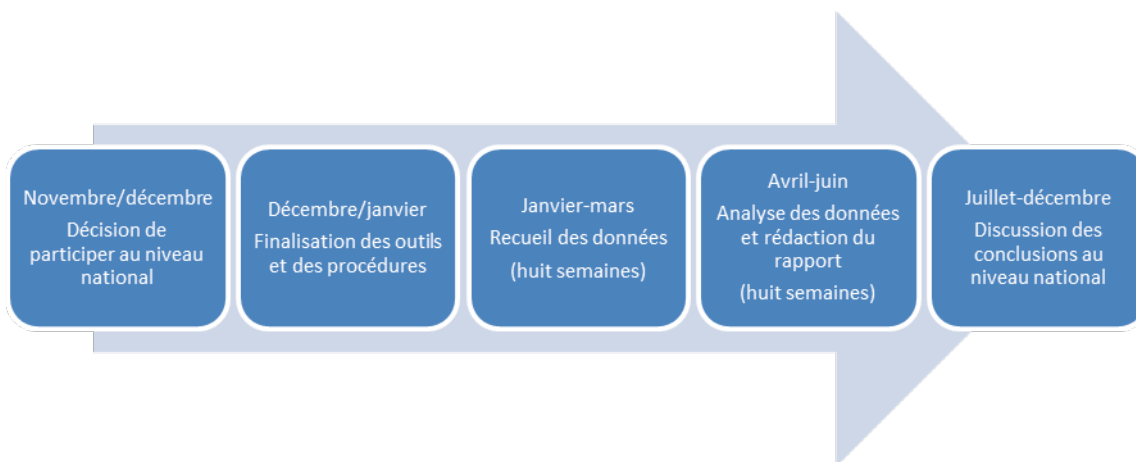 Novembre/décembre
Décision de
participer au niveau
national
Décembre/janvier
Finalisation des outils
et des procédures
Janvier-mars
Recueil des données
(huit semaines)
Avril-juin
Analyse des données
et rédaction du
rapport
(huit semaines)
Juillet-décembre
Discussion des
conclusions au
niveau national